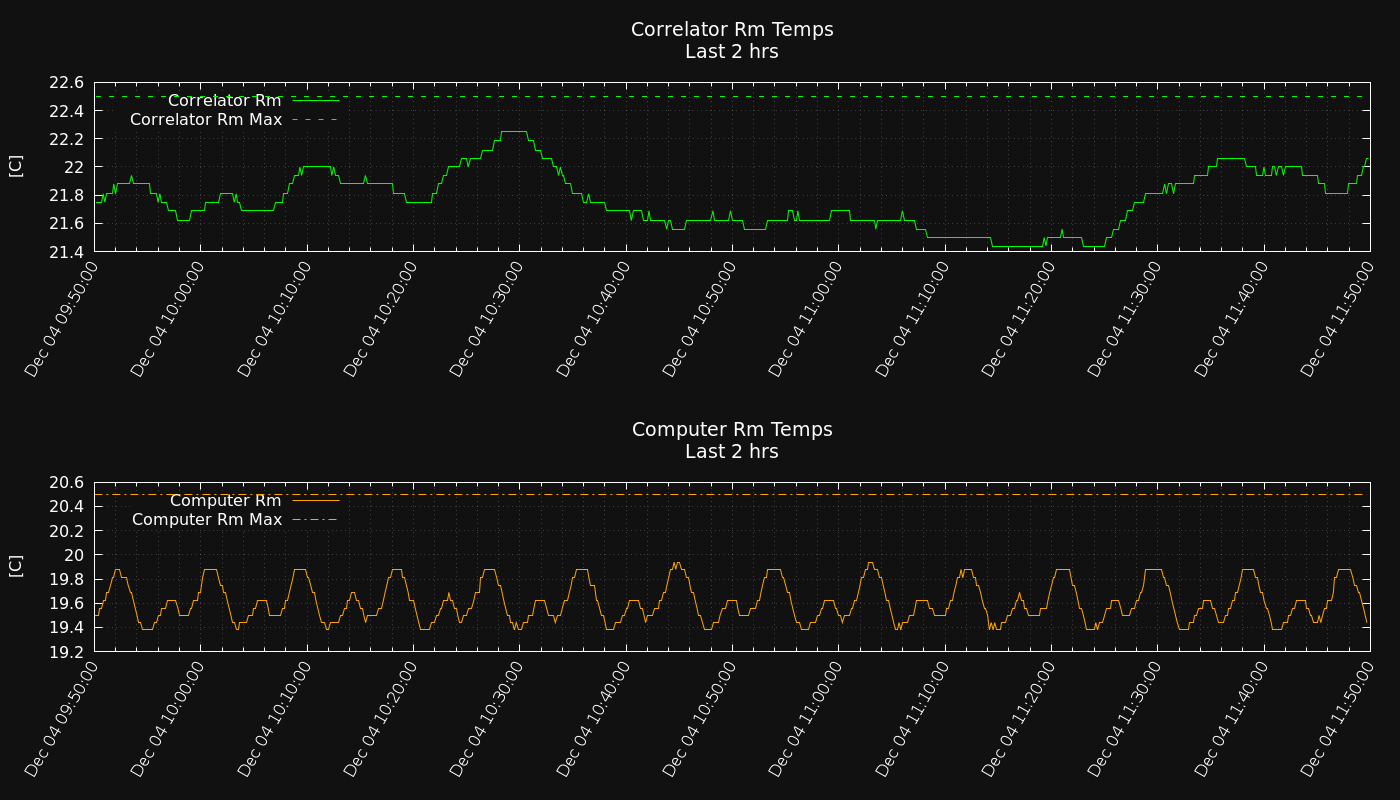 Correlator Rm Temps
Last 2 hrs
22.6
22.4
22.2
22
21.8
21.6
21.4
[C]
Correlator Rm
Correlator Rm Max
Dec 04 09:50:00
Dec 04 10:00:00
Dec 04 10:10:00
Dec 04 10:20:00
Dec 04 10:30:00
Dec 04 10:40:00
Dec 04 10:50:00
Dec 04 11:00:00
Dec 04 11:10:00
Dec 04 11:20:00
Dec 04 11:30:00
Dec 04 11:40:00
Dec 04 11:50:00
Computer Rm Temps
Last 2 hrs
20.6
20.4
20.2
20
19.8
19.6
19.4
19.2
[C]
Computer Rm
Computer Rm Max
Dec 04 09:50:00
Dec 04 10:00:00
Dec 04 10:10:00
Dec 04 10:20:00
Dec 04 10:30:00
Dec 04 10:40:00
Dec 04 10:50:00
Dec 04 11:00:00
Dec 04 11:10:00
Dec 04 11:20:00
Dec 04 11:30:00
Dec 04 11:40:00
Dec 04 11:50:00